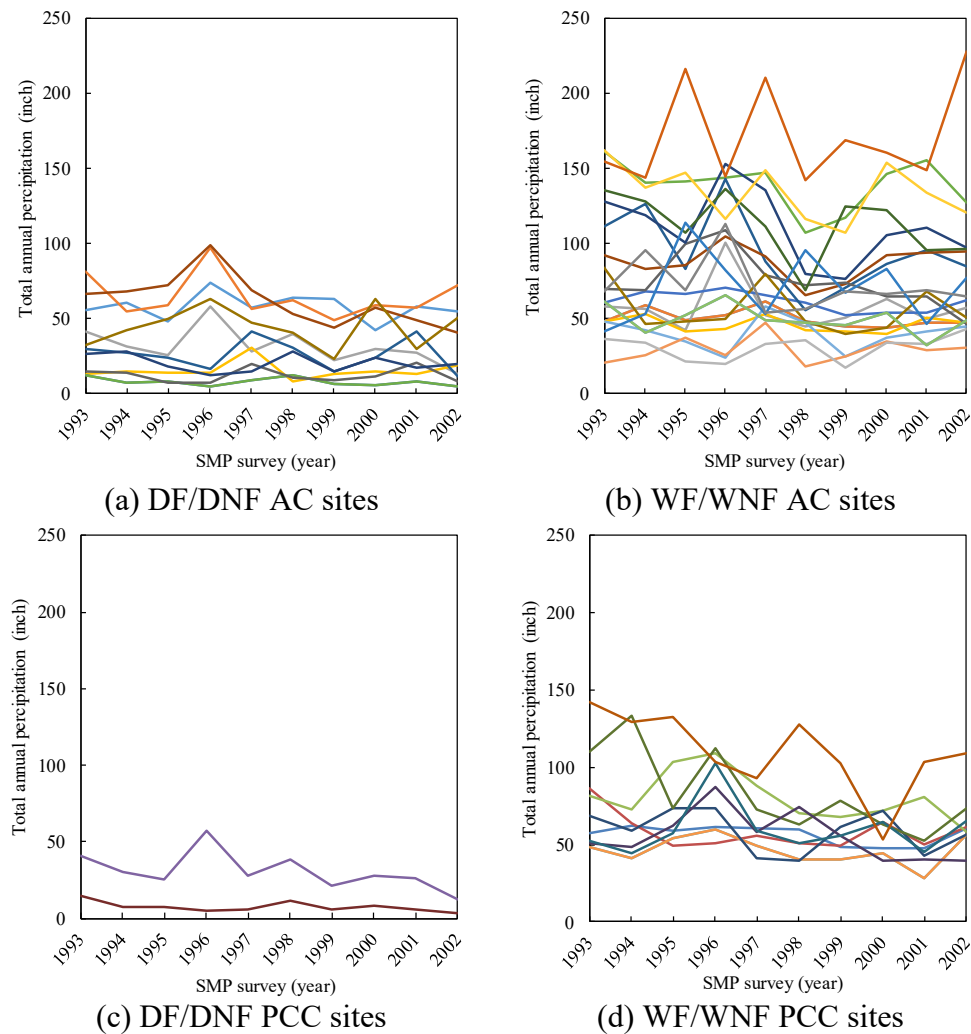 250
200
150
100
50
0
Total annual percipitation (inch)
1993 1994 1995 1996 1997 1998 1999 2000 2001 2002
SMP survey (year)
(a) DF/DNF AC sites
250
200
150
100
50
0
Total annual percipitation (inch)
1993 1994 1995 1996 1997 1998 1999 2000 2001 2002
SMP survey (year)
(b) WF/WNF AC sites
250
200
150
100
50
0
Total annual percipitation (inch)
1993 1994 1995 1996 1997 1998 1999 2000 2001 2002
SMP survey (year)
(c) DF/DNF PCC sites
250
200
150
100
50
0
Total annual percipitation (inch)
1993 1994 1995 1996 1997 1998 1999 2000 2001 2002
SMP survey (year)
(d) WF/WNF PCC sites